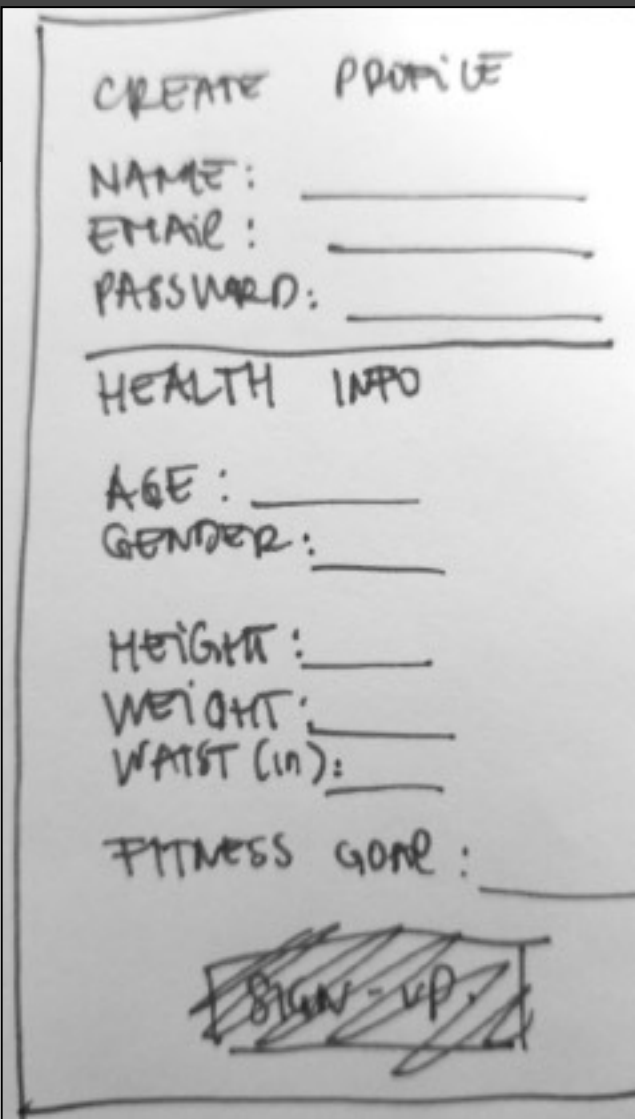 CREATE PROFILE
NAME:
EMAIL:
PASSWORD:
HEALTH INFO
AGE:
GENDER:
HEIGHT:
WEIGHT:
WAIST (in):
FITNESS GOAL:
SIGN-UP